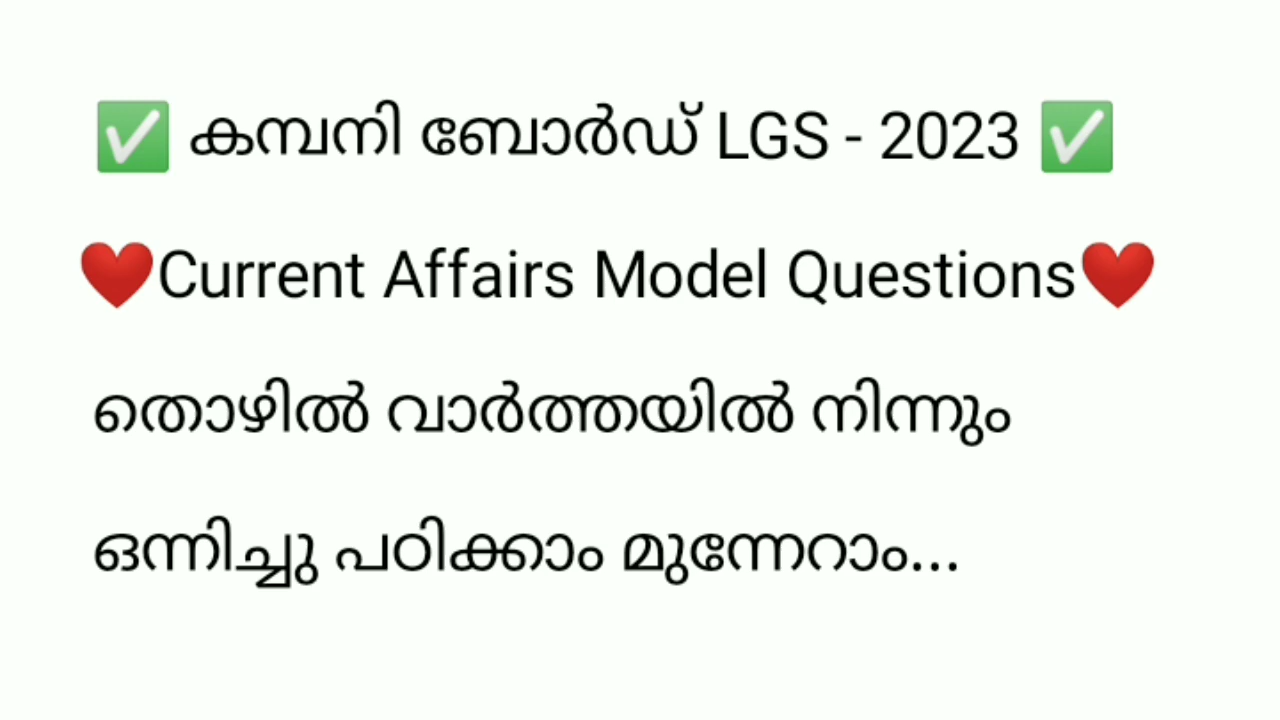 ✅ കമ്പനി ബോർഡ് LGS - 2023 ✅
❤️Current Affairs Model Questions❤️
തൊഴിൽ വാർത്തയിൽ നിന്നും
ഒന്നിച്ചു പഠിക്കാം മുന്നേറാം...